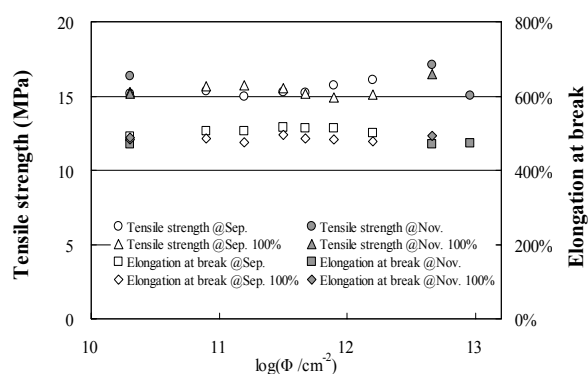 20
15
10
5
0
Tensile strength (MPa)
800%
600%
400%
200%
0%
Elongation at break
Tensile strength @Sep.
Tensile strength @Nov.
Tensile strength @Sep. 100%
Tensile strength @Nov. 100%
Elongation at break @Sep.
Elongation at break @Nov.
Elongation at break @Sep. 100%
Elongation at break @Nov. 100%
10 11 12 13
log(Φ /cm⁻²)